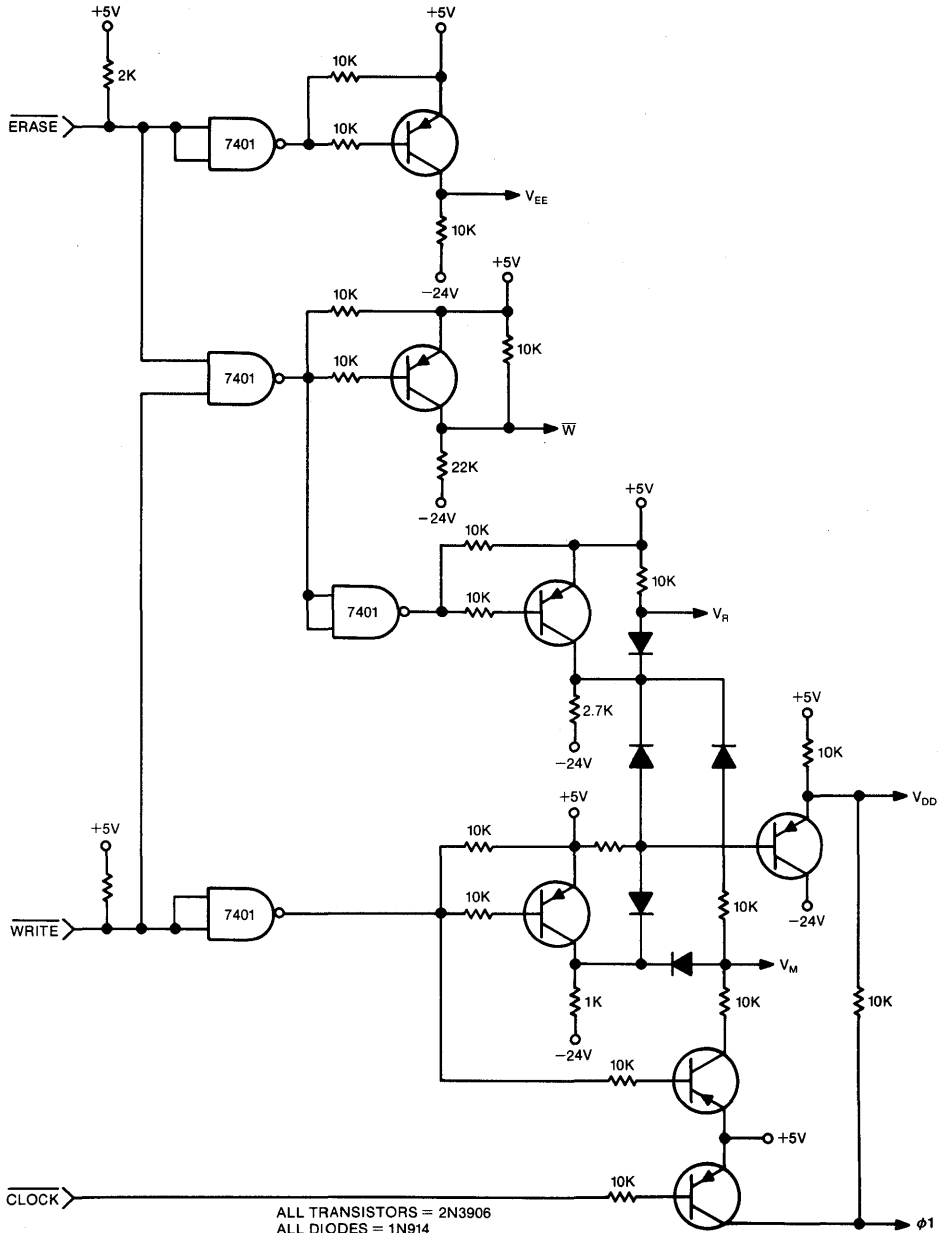 +5V
+5V
2K
10K
ERASE
7401
10K
V_EE
10K
-24V
+5V
10K
10K
7401
10K
W
22K
-24V
+5V
10K
10K
7401
10K
V_R
2.7K
-24V
+5V
10K
V_DD
+5V
10K
+5V
7401
10K
-24V
WRITE
10K
V_M
1K
10K
10K
-24V
10K
+5V
CLOCK
10K
φ1
ALL TRANSISTORS = 2N3906
ALL DIODES = 1N914